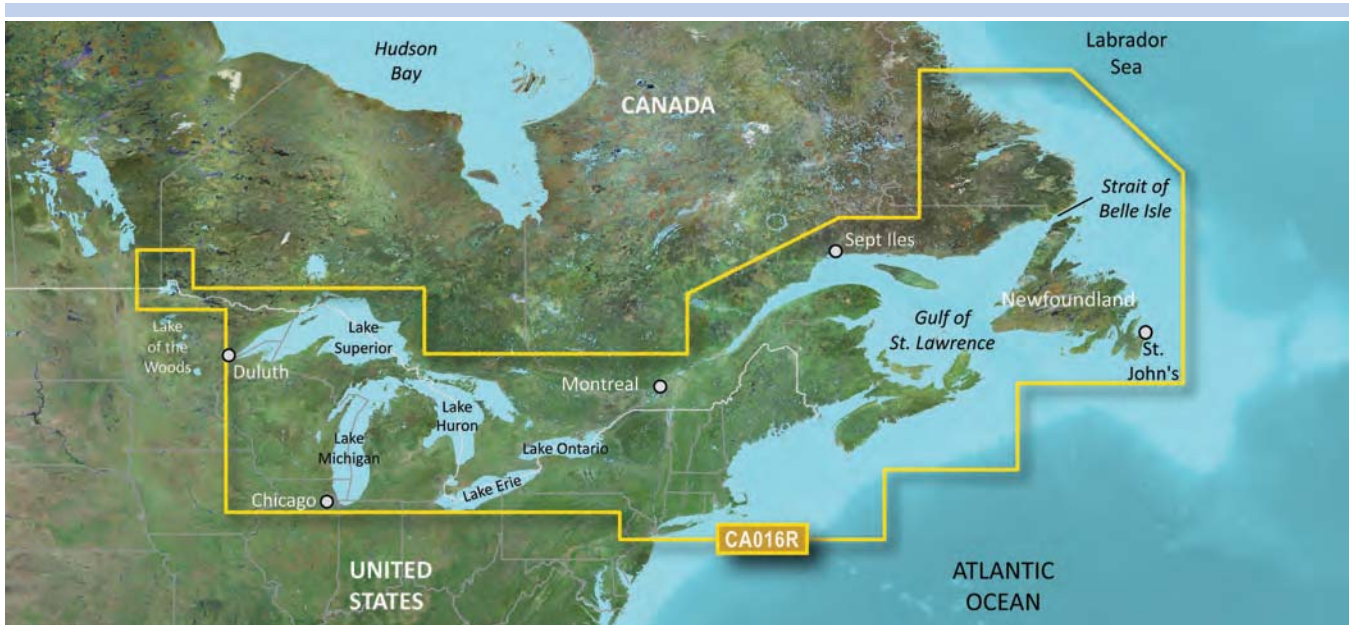 Hudson
Bay
Labrador
Sea
CANADA
Strait of
Belle Isle
Sept Iles
Newfoundland
Gulf of
St. Lawrence
St.
John's
Lake
of the
Woods
Lake
Superior
Duluth
Montreal
Lake
Huron
Lake
Michigan
Lake Ontario
Lake Erie
Chicago
CA016R
UNITED
STATES
ATLANTIC
OCEAN